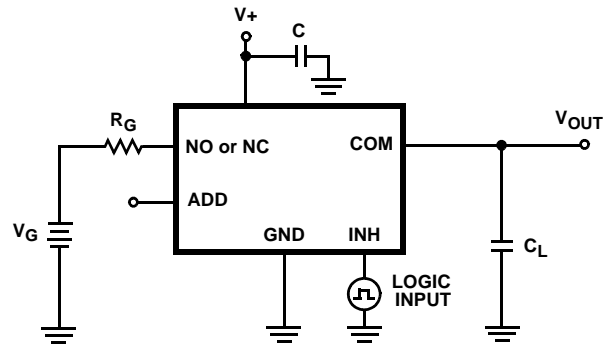 V+
C
RG
NO or NC
COM
VOUT
ADD
VG
GND
INH
LOGIC
INPUT
CL